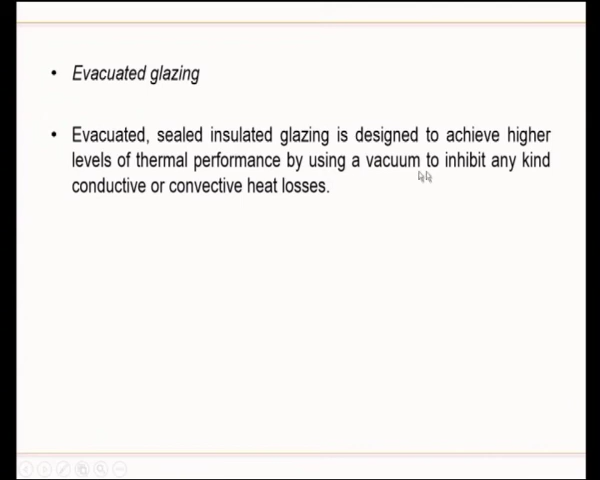 • Evacuated glazing
• Evacuated, sealed insulated glazing is designed to achieve higher
levels of thermal performance by using a vacuum to inhibit any kind
conductive or convective heat losses.